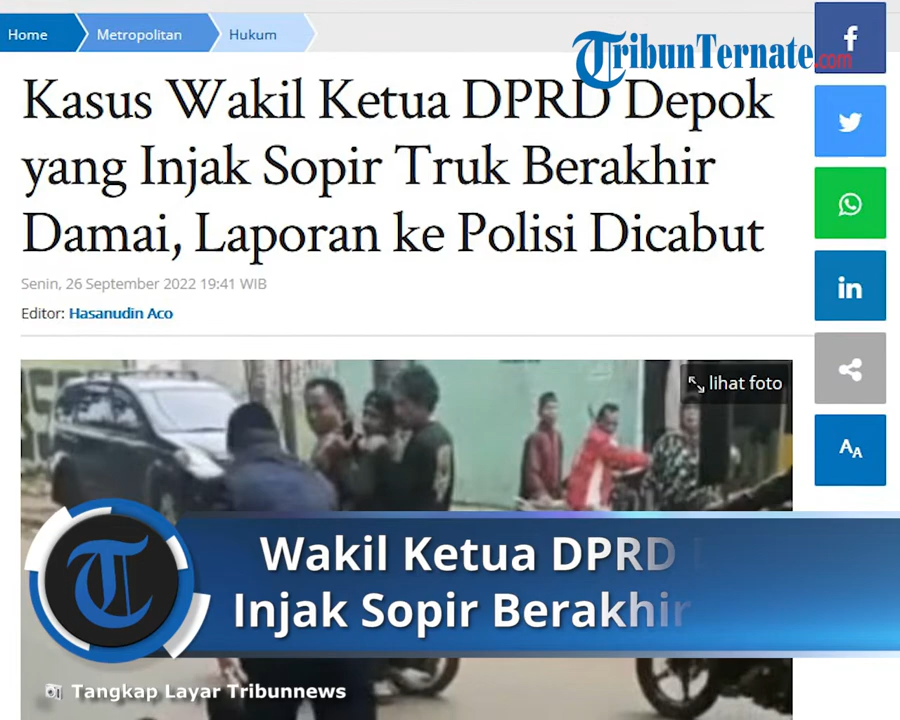 Home
Metropolitan
Hukum
TribunTernate.com
Kasus Wakil Ketua DPRD Depok
yang Injak Sopir Truk Berakhir
Damai, Laporan ke Polisi Dicabut
Senin, 26 September 2022 19:41 WIB
Editor: Hasanudin Aco
lihat foto
AA
Wakil Ketua DPRD
Injak Sopir Berakhir
Tangkap Layar Tribunnews